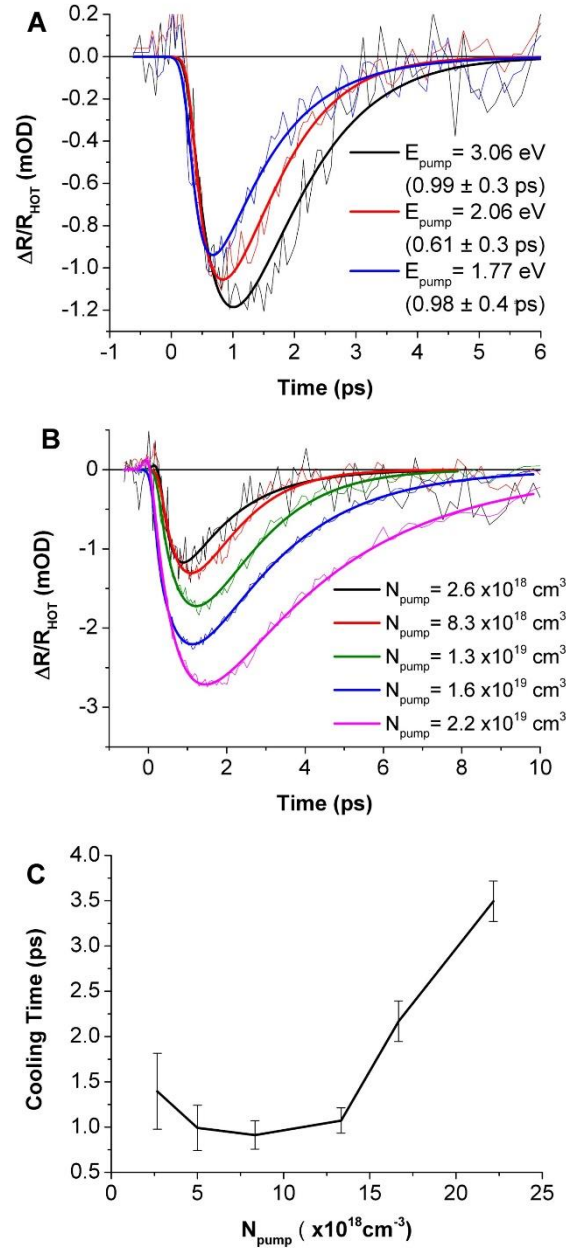 A
0.0
-0.2
-0.4
-0.6
-0.8
-1.0
-1.2
ΔR/R_HOT (mOD)
E_pump = 3.06 eV
(0.99 ± 0.3 ps)
E_pump = 2.06 eV
(0.61 ± 0.3 ps)
E_pump = 1.77 eV
(0.98 ± 0.4 ps)
-1 0 1 2 3 4 5 6
Time (ps)
B
0
-1
-2
-3
ΔR/R_HOT (mOD)
N_pump = 2.6 x10^18 cm^3
N_pump = 8.3 x10^18 cm^3
N_pump = 1.3 x10^19 cm^3
N_pump = 1.6 x10^19 cm^3
N_pump = 2.2 x10^19 cm^3
0 2 4 6 8 10
Time (ps)
C
4.0
3.5
3.0
2.5
2.0
1.5
1.0
0.5
Cooling Time (ps)
0 5 10 15 20 25
N_pump ( x10^18 cm^-3)